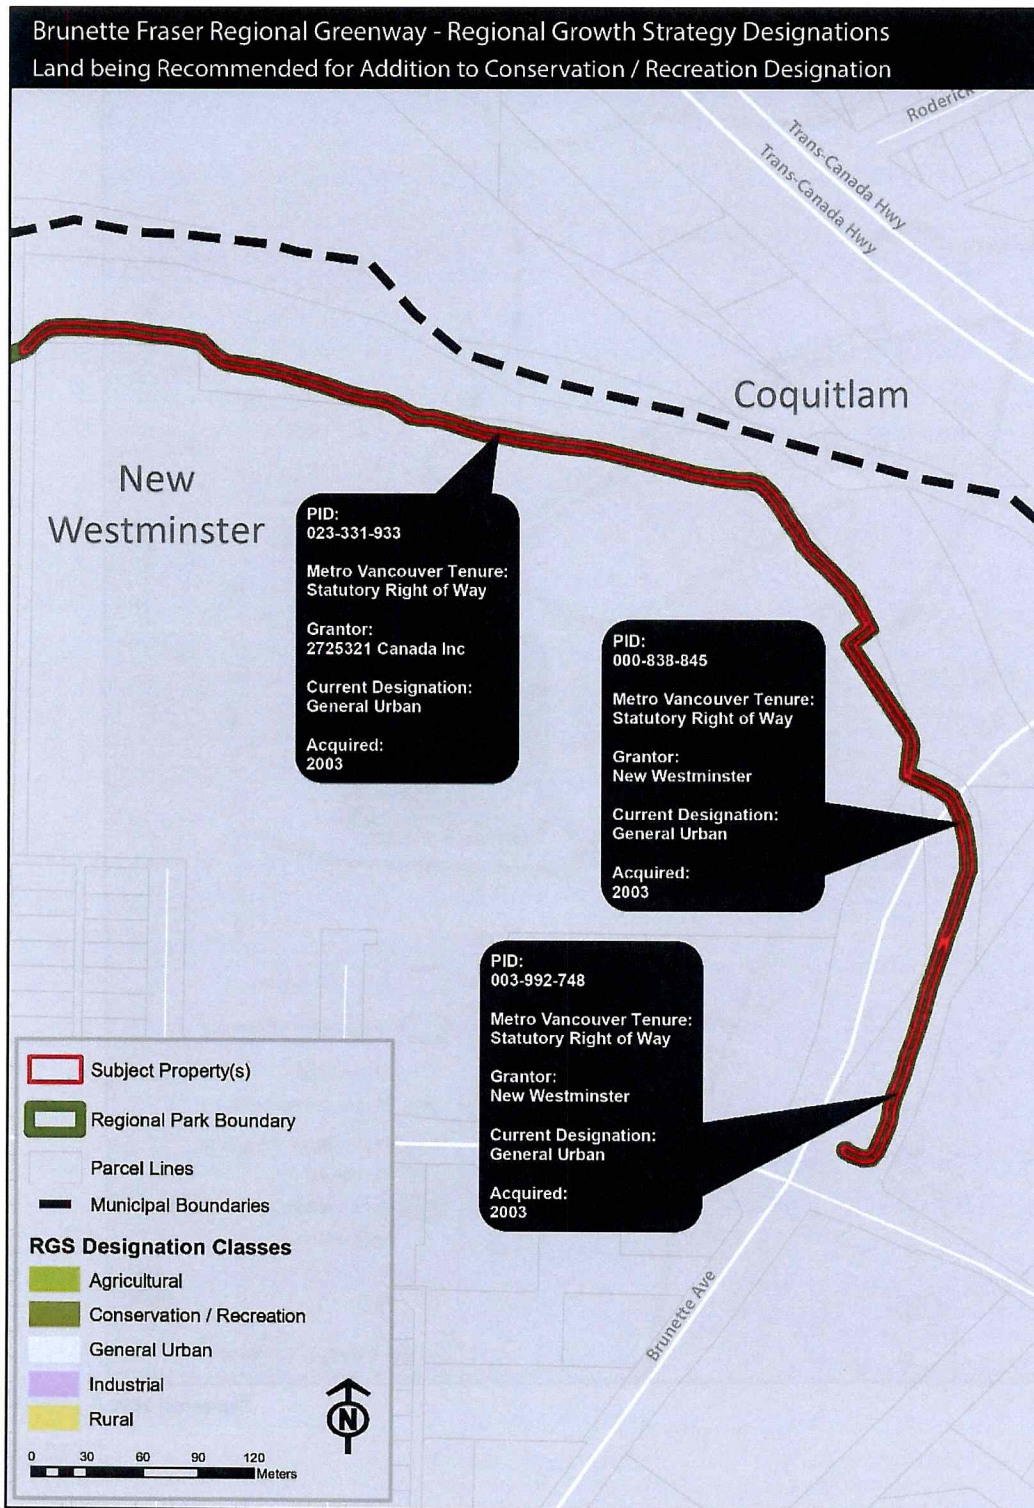 Brunette Fraser Regional Greenway - Regional Growth Strategy Designations
Land being Recommended for Addition to Conservation / Recreation Designation
Roderick
Trans-Canada Hwy
Trans-Canada Hwy
Coquitlam
New
Westminster
PID:
023-331-933
Metro Vancouver Tenure:
Statutory Right of Way
Grantor:
2725321 Canada Inc
Current Designation:
General Urban
Acquired:
2003
PID:
000-838-845
Metro Vancouver Tenure:
Statutory Right of Way
Grantor:
New Westminster
Current Designation:
General Urban
Acquired:
2003
PID:
003-992-748
Metro Vancouver Tenure:
Statutory Right of Way
Grantor:
New Westminster
Current Designation:
General Urban
Acquired:
2003
Brunette Ave
Subject Property(s)
Regional Park Boundary
Parcel Lines
Municipal Boundaries
RGS Designation Classes
Agricultural
Conservation / Recreation
General Urban
Industrial
Rural
N
0 30 60 90 120
Meters